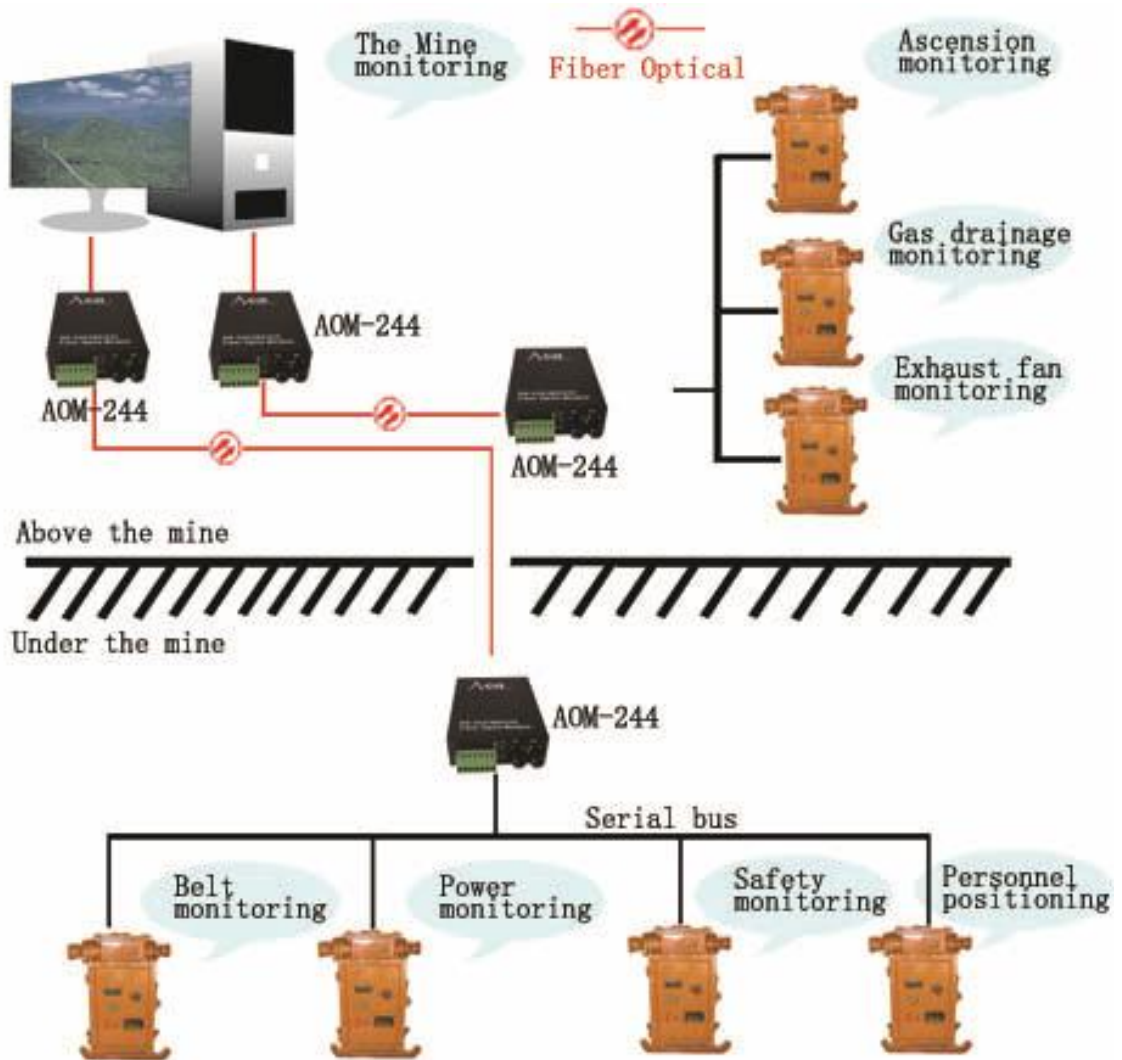 The Mine
monitoring
Fiber Optical
Ascension
monitoring
Gas drainage
monitoring
AOM-244
Exhaust fan
monitoring
AOM-244
AOM-244
Above the mine
Under the mine
AOM-244
Serial bus
Belt
monitoring
Power
monitoring
Safety
monitoring
Personnel
positioning